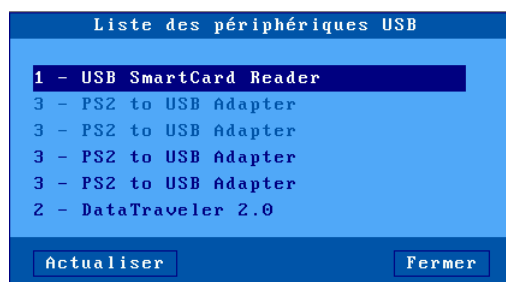 Liste des périphériques USB
1 - USB SmartCard Reader
3 - PS2 to USB Adapter
3 - PS2 to USB Adapter
3 - PS2 to USB Adapter
3 - PS2 to USB Adapter
2 - DataTraveler 2.0
Actualiser Fermer